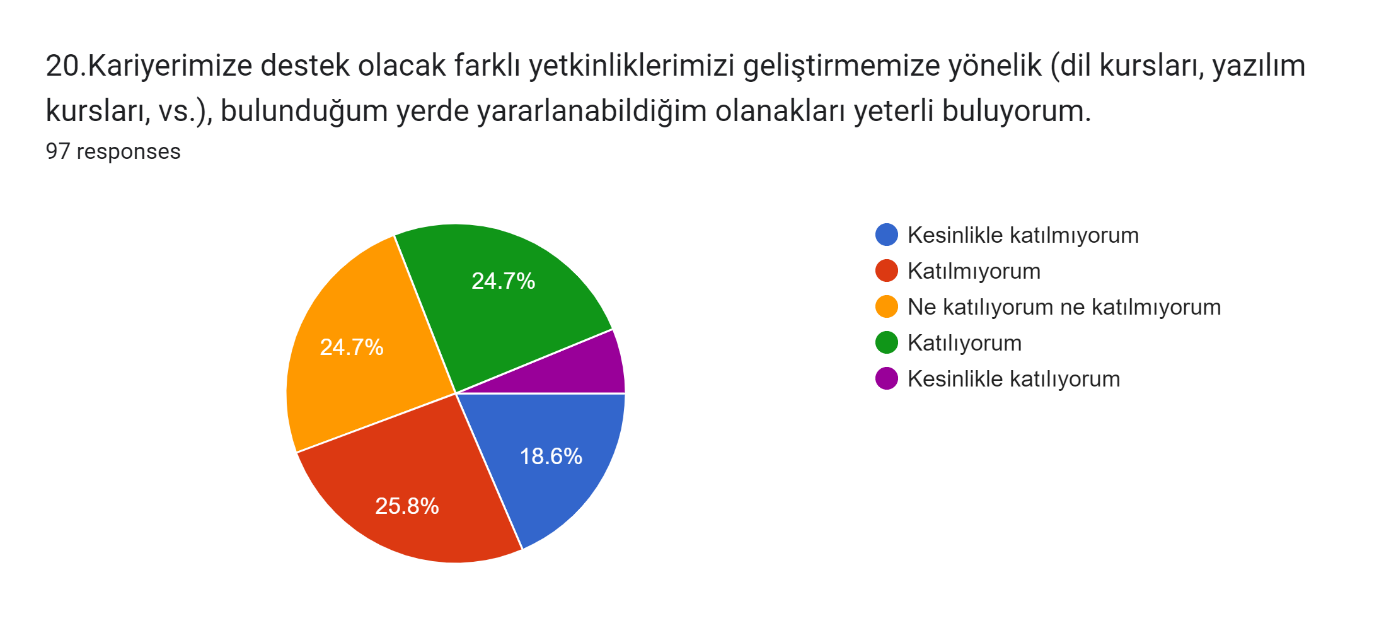 20.Kariyerimize destek olacak farklı yetkinliklerimizi geliştirmemize yönelik (dil kursları, yazılım
kursları, vs.), bulunduğum yerde yararlanabildiğim olanakları yeterli buluyorum.
97 responses
24.7%
24.7%
18.6%
25.8%
Kesinlikle katılmıyorum
Katılmıyorum
Ne katılıyorum ne katılmıyorum
Katılıyorum
Kesinlikle katılıyorum